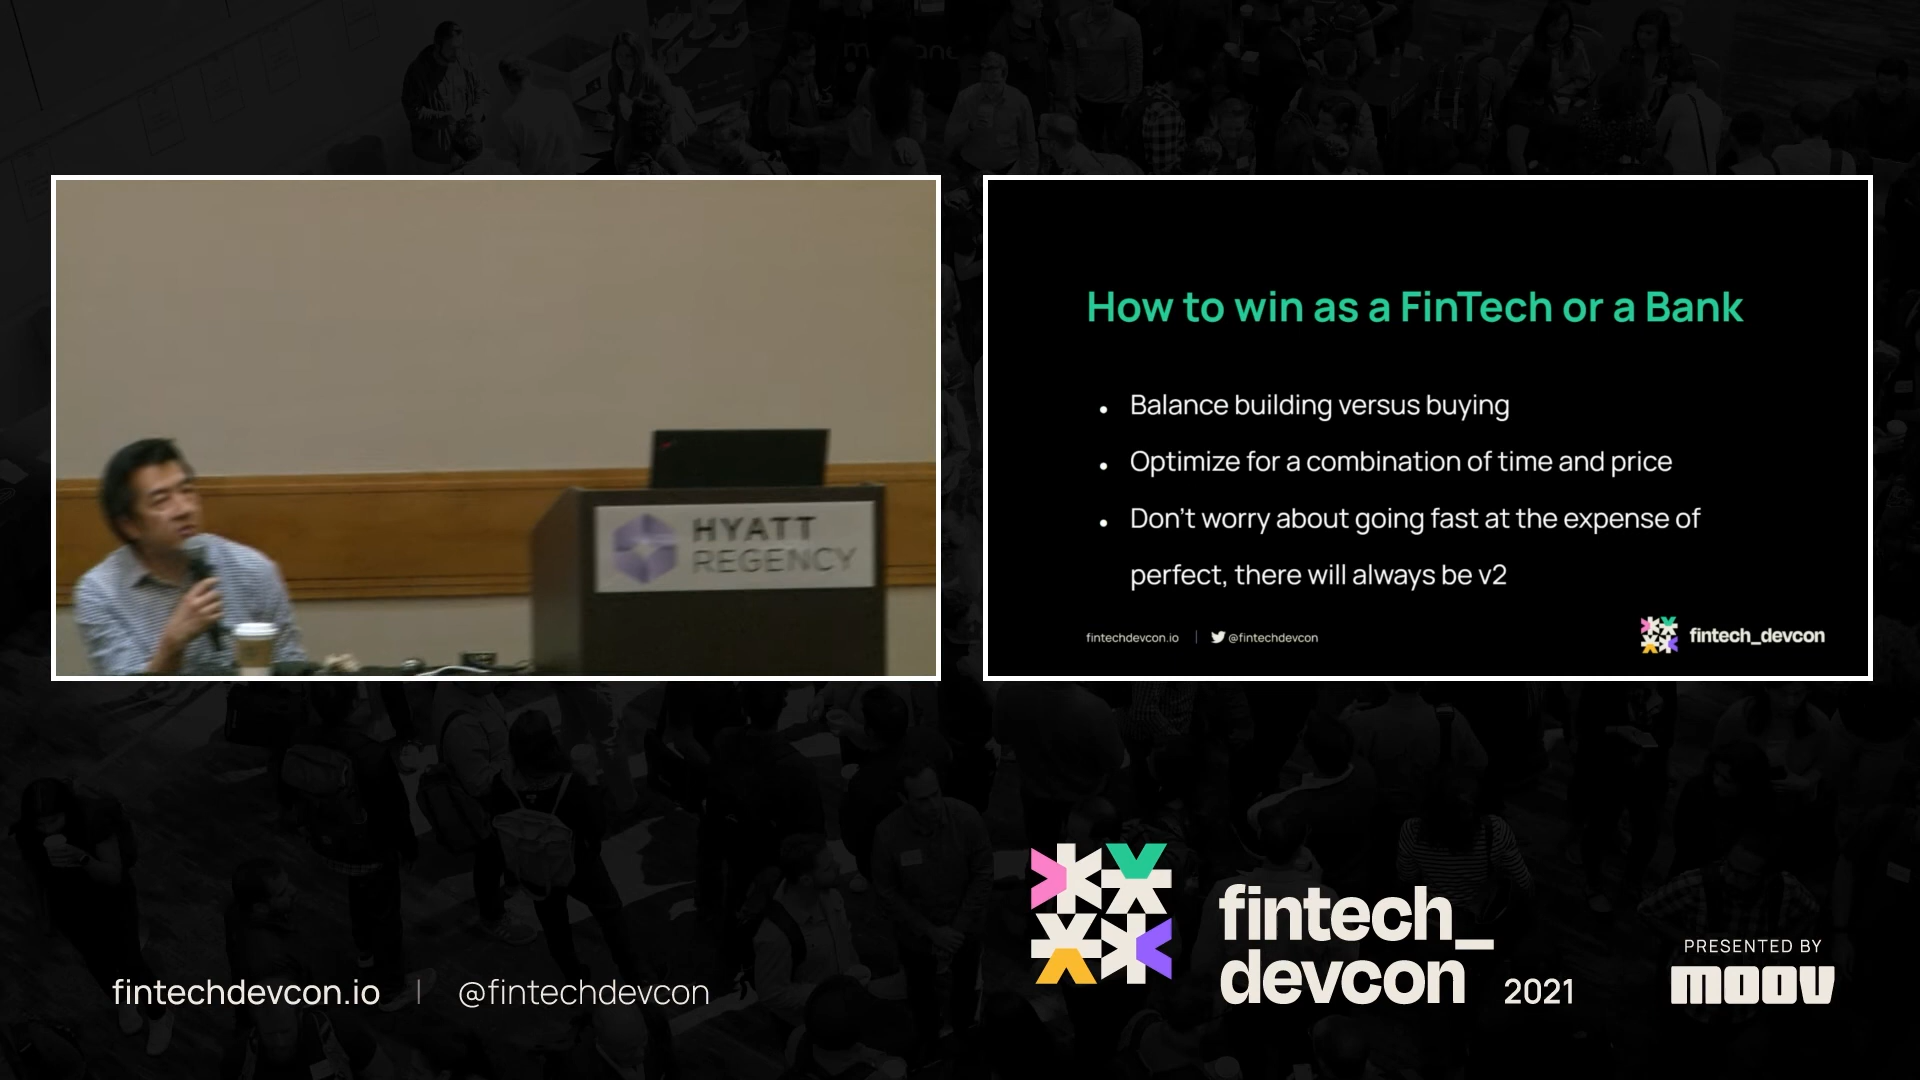 HYATT
REGENCY
How to win as a FinTech or a Bank
• Balance building versus buying
• Optimize for a combination of time and price
• Don't worry about going fast at the expense of
perfect, there will always be v2
fintechdevcon.io | @fintechdevcon
fintech_devcon
fintechdevcon.io | @fintechdevcon
fintech_
devcon 2021
PRESENTED BY
moov